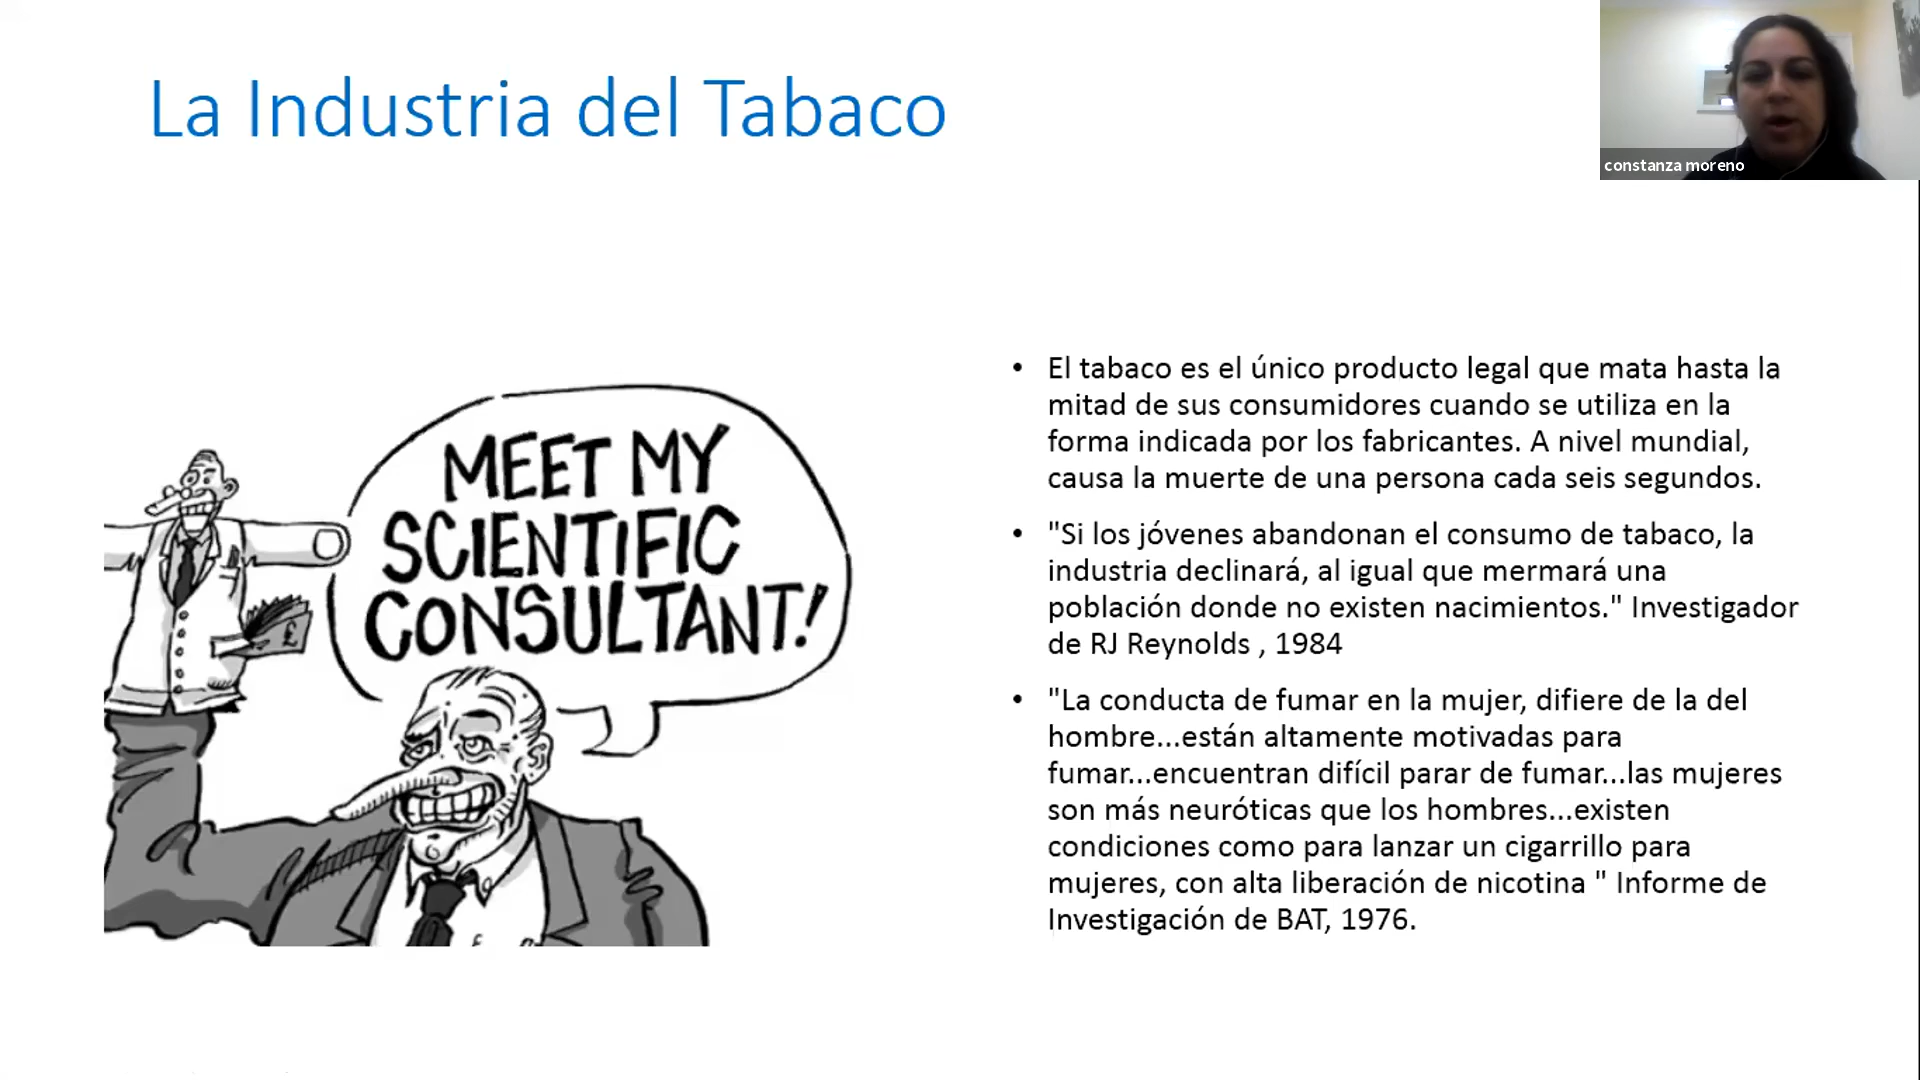 La Industria del Tabaco
constanza moreno
MEET MY
SCIENTIFIC
CONSULTANT!
£
• El tabaco es el único producto legal que mata hasta la
mitad de sus consumidores cuando se utiliza en la
forma indicada por los fabricantes. A nivel mundial,
causa la muerte de una persona cada seis segundos.
• "Si los jóvenes abandonan el consumo de tabaco, la
industria declinará, al igual que mermará una
población donde no existen nacimientos." Investigador
de RJ Reynolds , 1984
• "La conducta de fumar en la mujer, difiere de la del
hombre...están altamente motivadas para
fumar...encuentran difícil parar de fumar...las mujeres
son más neuróticas que los hombres...existen
condiciones como para lanzar un cigarrillo para
mujeres, con alta liberación de nicotina " Informe de
Investigación de BAT, 1976.